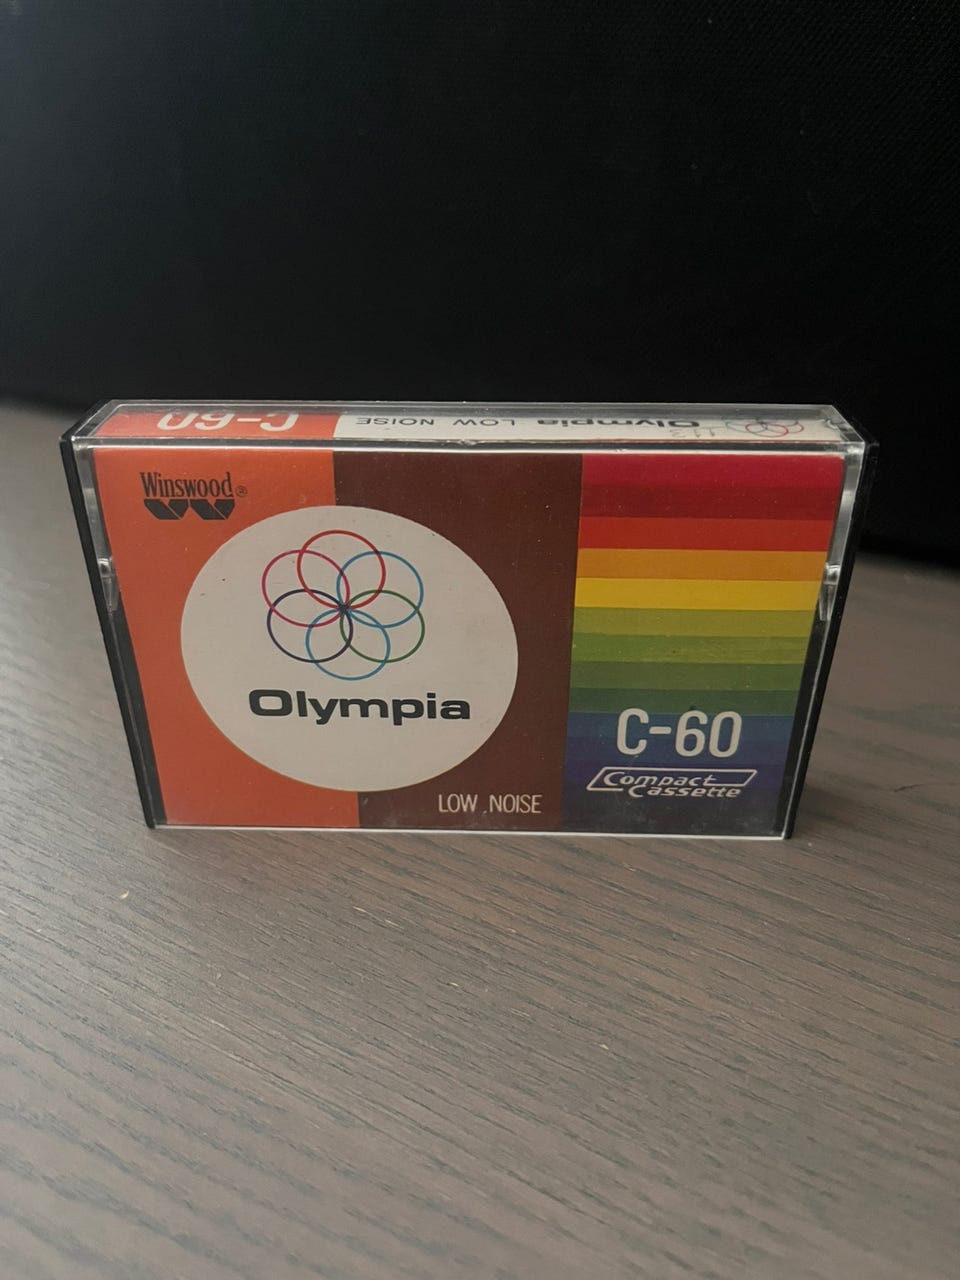 C-60
Olympia LOW NOISE
Winswood®
Olympia
LOW NOISE
C-60
Compact
Cassette